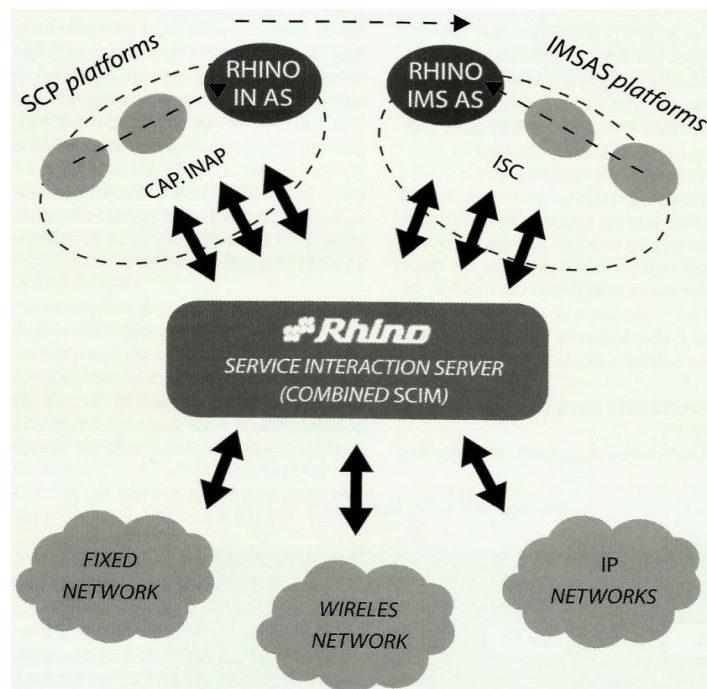 SCP platforms
RHINO
IN AS
RHINO
IMS AS
IMSAS platforms
CAP. INAP
ISC
Rhino
SERVICE INTERACTION SERVER
(COMBINED SCIM)
FIXED
NETWORK
WIRELES
NETWORK
IP
NETWORKS